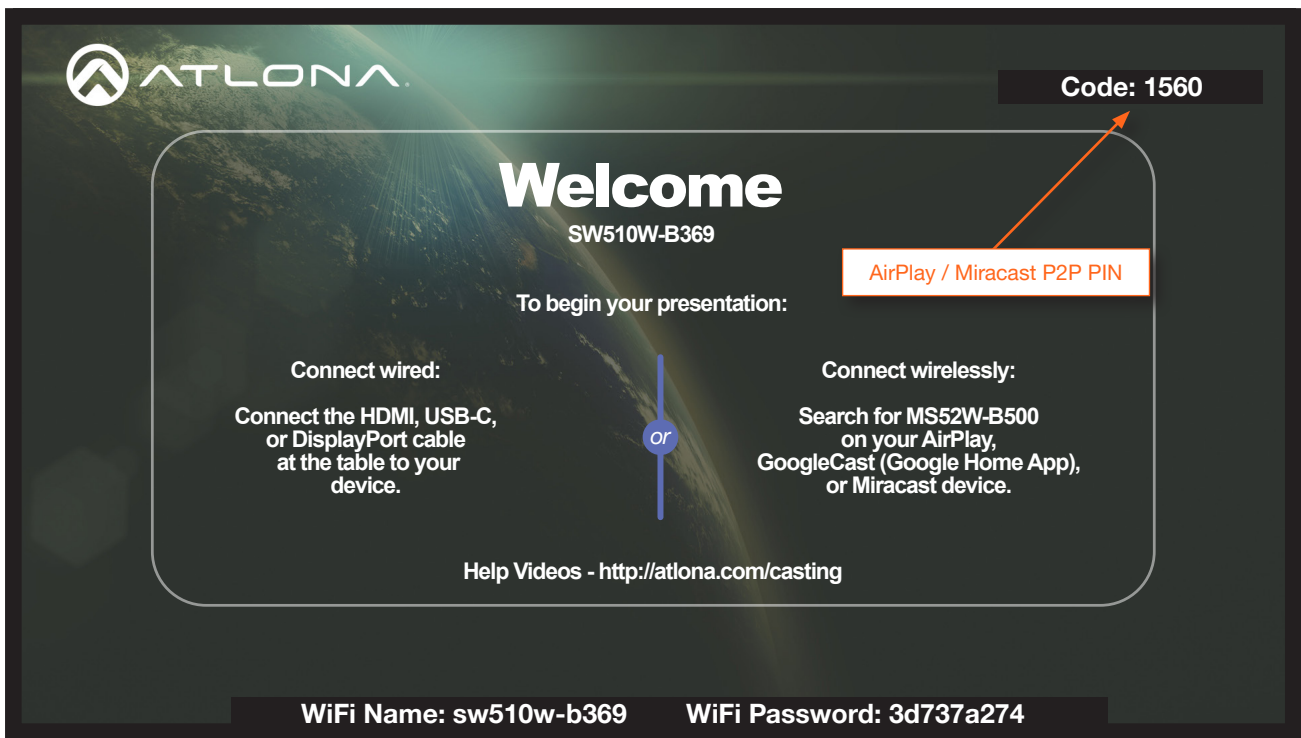 ATLONA.
Code: 1560
Welcome
SW510W-B369
AirPlay / Miracast P2P PIN
To begin your presentation:
Connect wired:
Connect the HDMI, USB-C,
or DisplayPort cable
at the table to your
device.
or
Connect wirelessly:
Search for MS52W-B500
on your AirPlay,
GoogleCast (Google Home App),
or Miracast device.
Help Videos - http://atlona.com/casting
WiFi Name: sw510w-b369 WiFi Password: 3d737a274